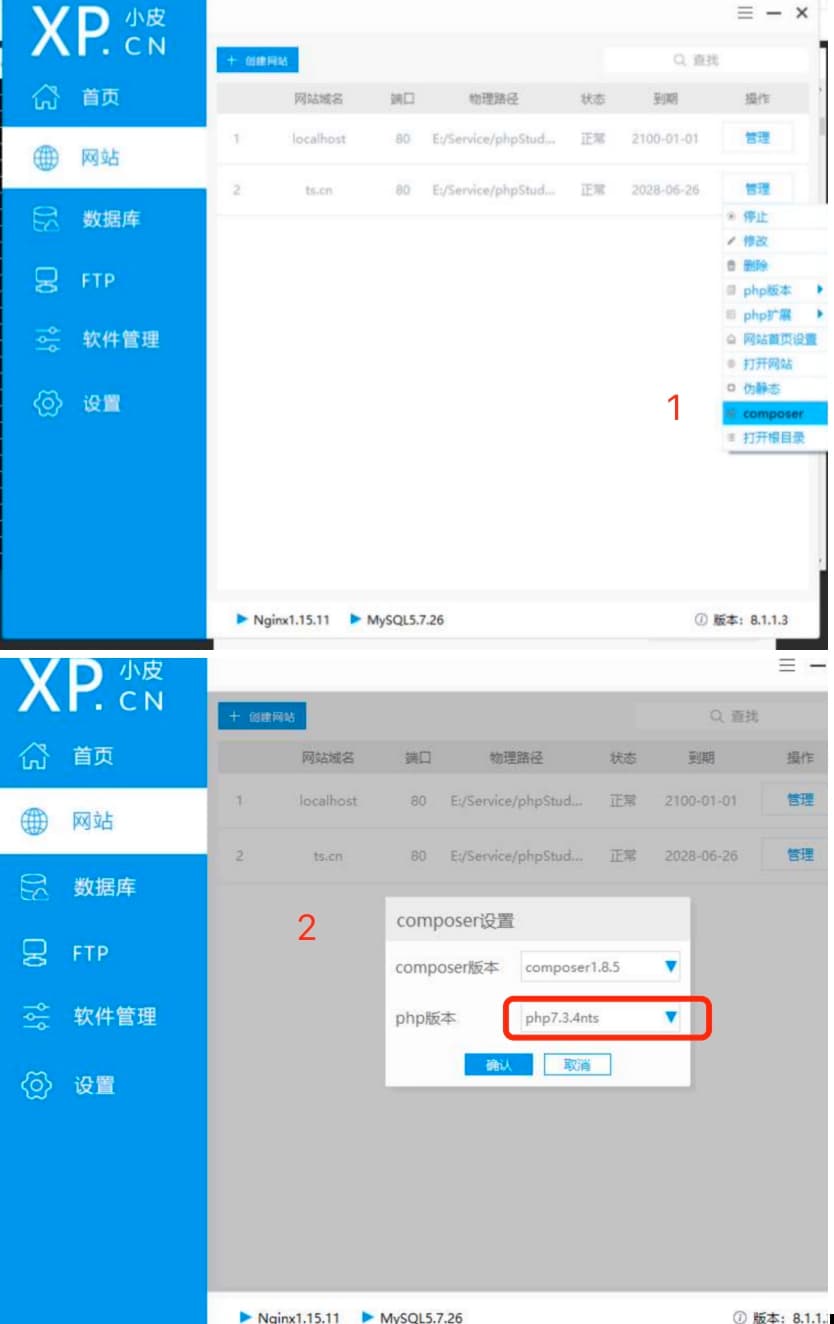 XP. 小皮
CN
首页
网站
数据库
FTP
软件管理
设置
+ 创建网站
查找
网站域名 端口 物理路径 状态 到期 操作
1 localhost 80 E:/Service/phpStud... 正常 2100-01-01 管理
2 ts.cn 80 E:/Service/phpStud... 正常 2028-06-26 管理
停止
修改
删除
php版本
php扩展
网站首页设置
打开网站
伪静态
1
composer
打开根目录
Nginx1.15.11 MySQL5.7.26 版本: 8.1.1.3
XP. 小皮
CN
首页
网站
数据库
FTP
软件管理
设置
+ 创建网站
查找
网站域名 端口 物理路径 状态 到期 操作
1 localhost 80 E:/Service/phpStud... 正常 2100-01-01 管理
2 ts.cn 80 E:/Service/phpStud... 正常 2028-06-26 管理
2
composer设置
composer版本 composer1.8.5
php版本 php7.3.4nts
确认 取消
Nginx1.15.11 MySQL5.7.26 版本: 8.1.1.